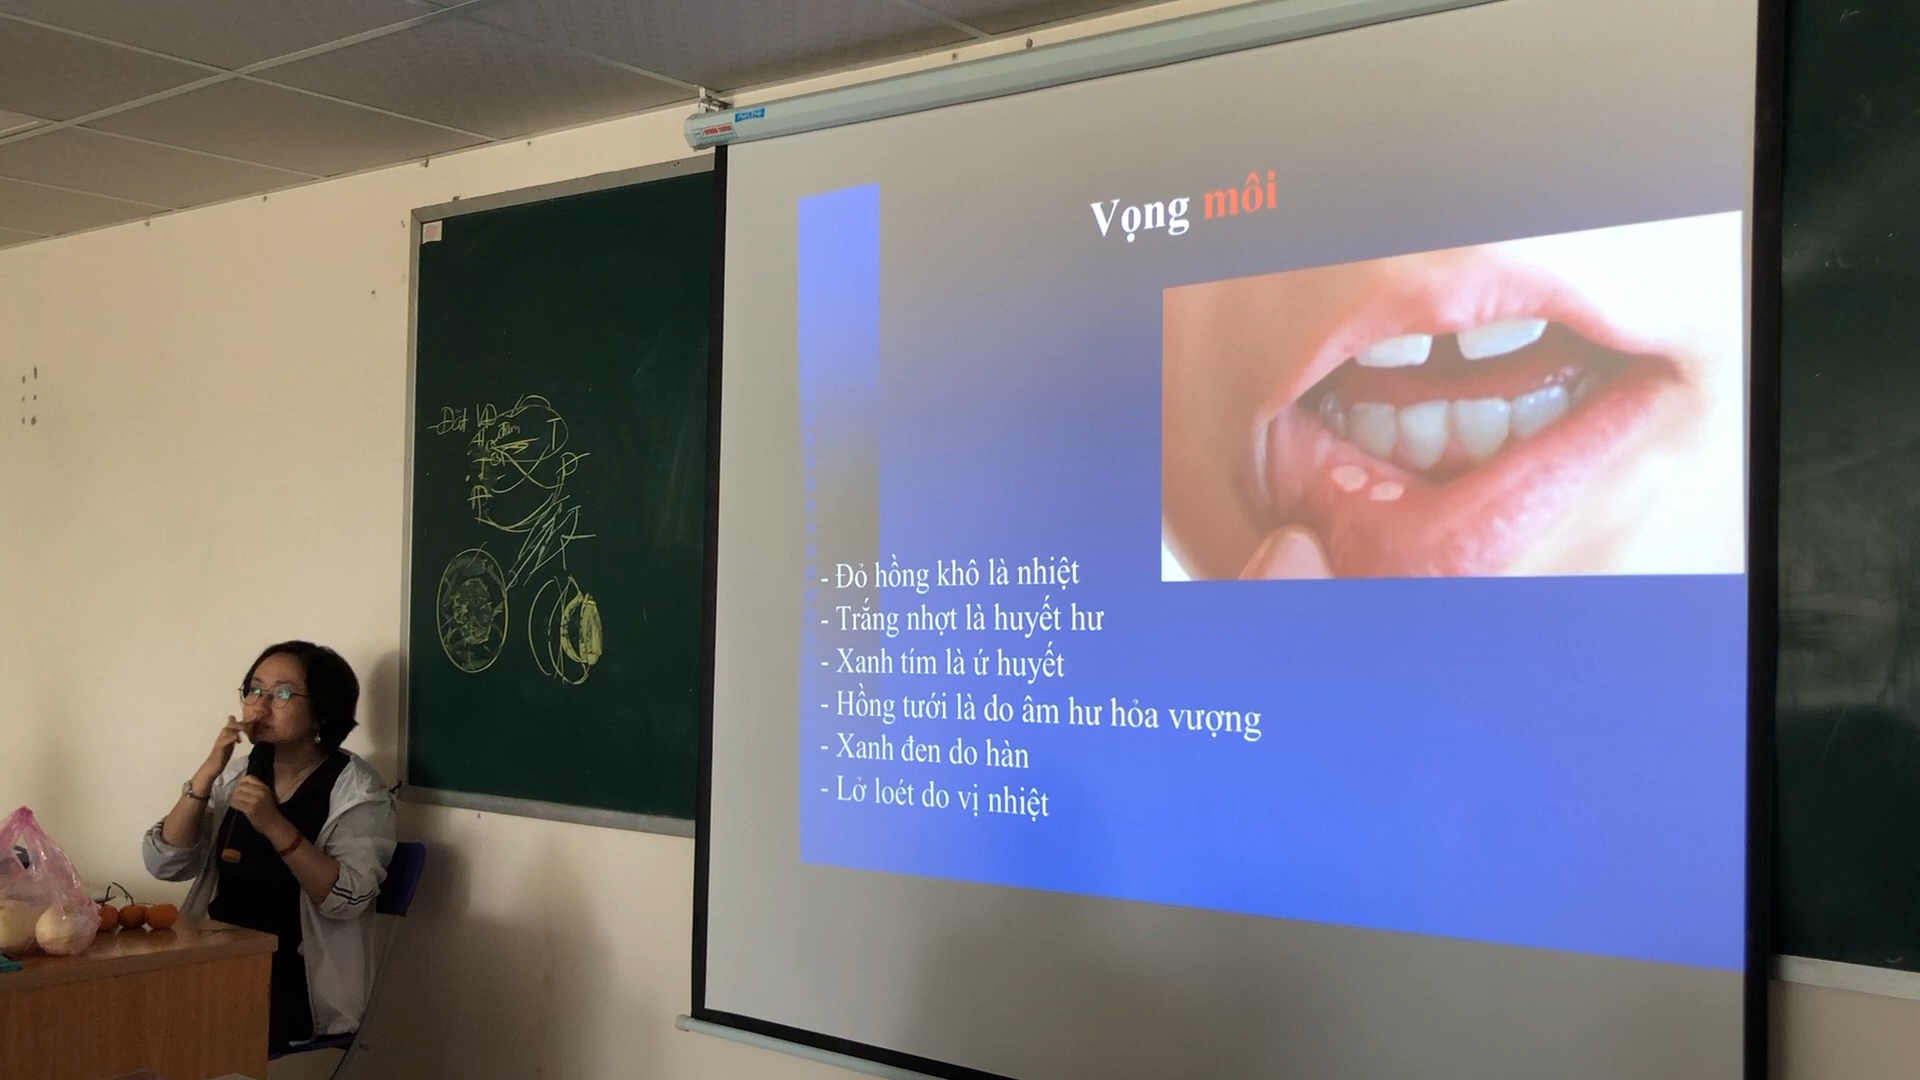 Vọng môi
- Đỏ hồng khô là nhiệt
- Trắng nhợt là huyết hư
- Xanh tím là ứ huyết
- Hồng tưới là do âm hư hỏa vượng
- Xanh đen do hàn
- Lở loét do vị nhiệt